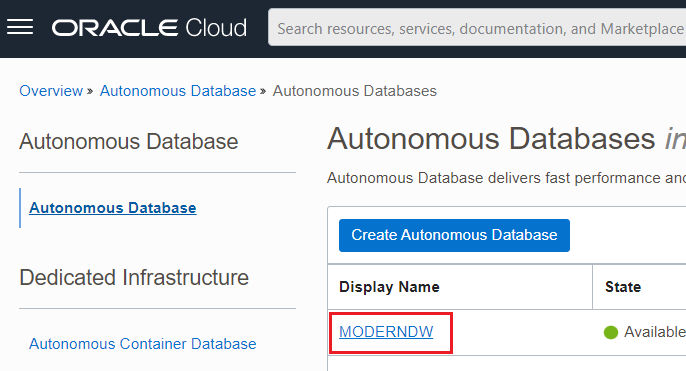 ORACLE Cloud
Search resources, services, documentation, and Marketplace
Overview » Autonomous Database » Autonomous Databases
Autonomous Database
Autonomous Database
Dedicated Infrastructure
Autonomous Container Database
Autonomous Databases in
Autonomous Database delivers fast performance and
Create Autonomous Database
Display Name State
MODERNDW Available